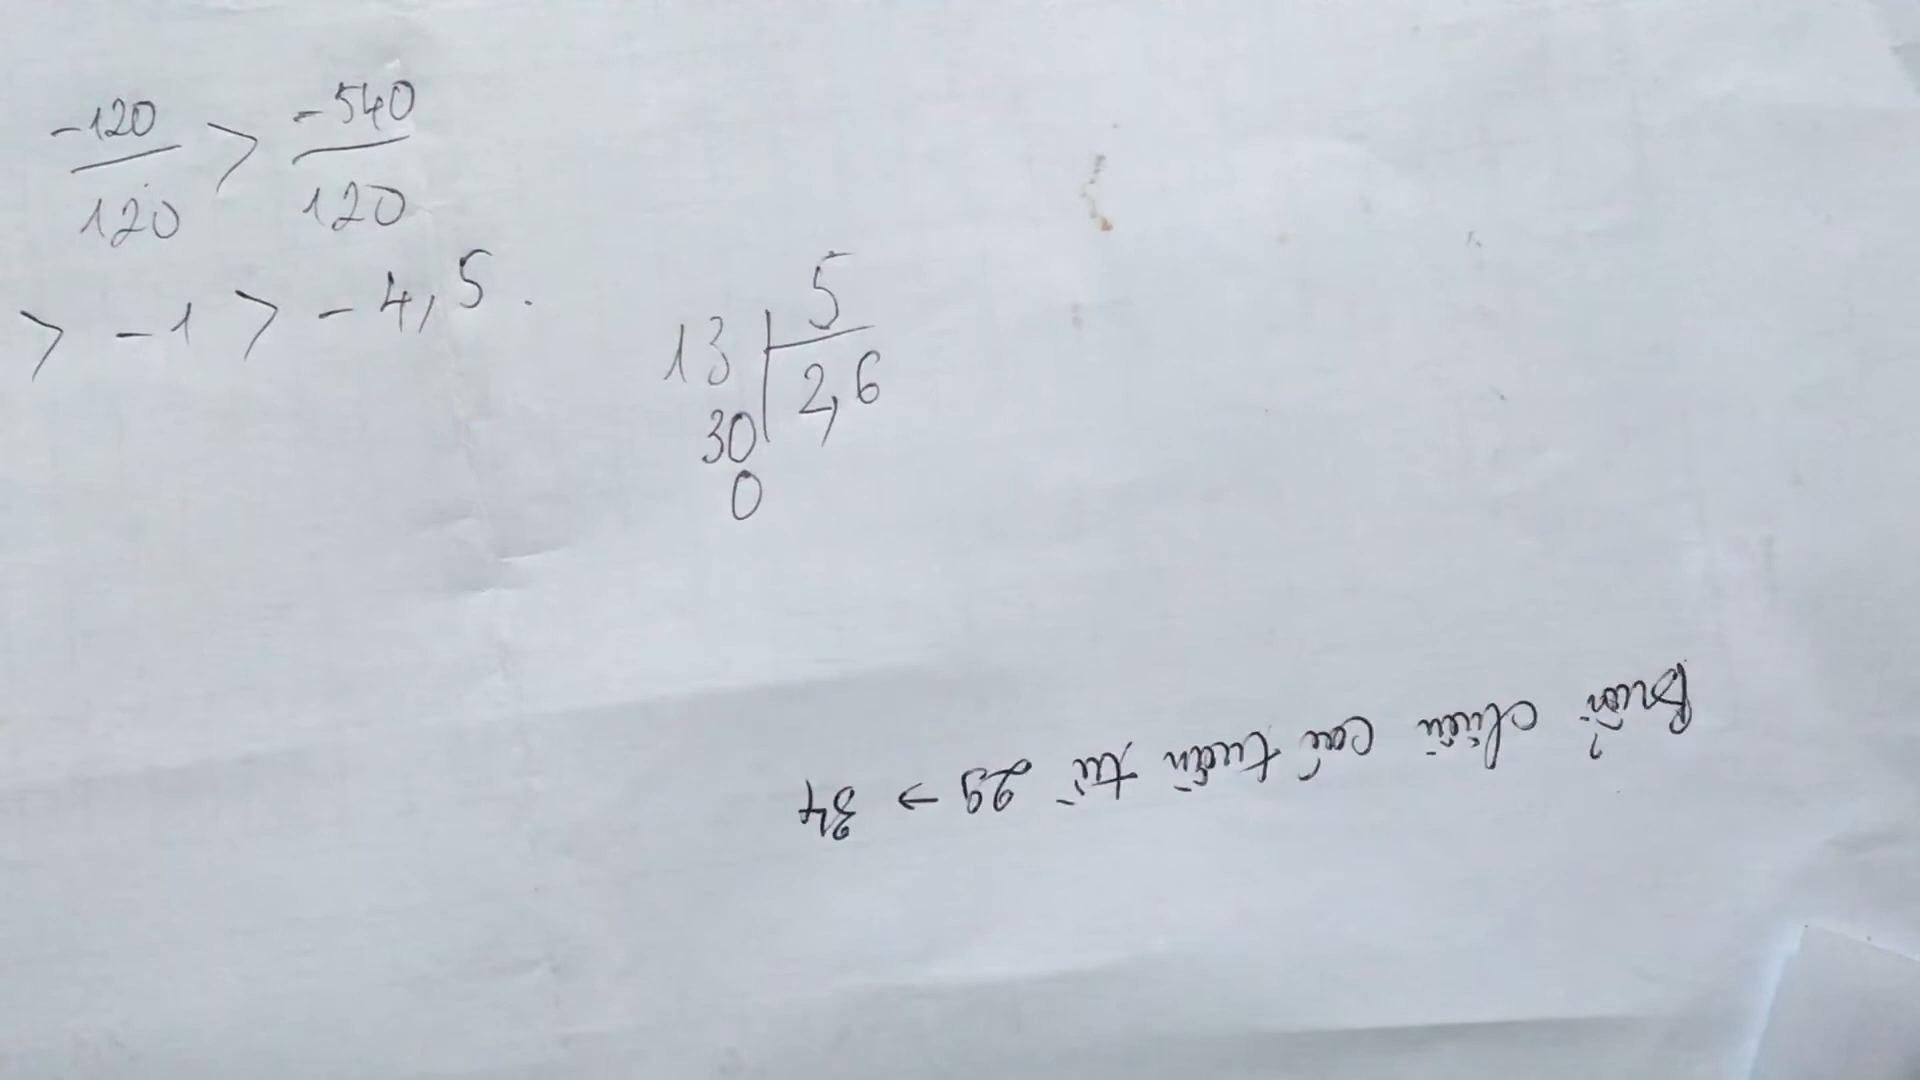 -120/120 > -540/120
> -1 > -4,5.
13 | 5
30 | 2,6
0
Buổi chiều các tuần từ 29 → 34